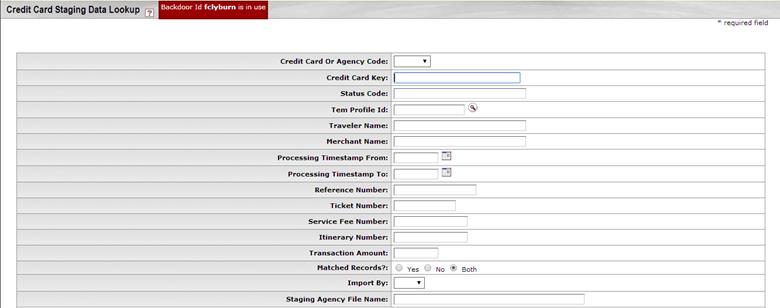 Credit Card Staging Data Lookup ? Backdoor Id fclyburn is in use
* required field
Credit Card Or Agency Code:
Credit Card Key:
Status Code:
Tem Profile Id:
Traveler Name:
Merchant Name:
Processing Timestamp From:
Processing Timestamp To:
Reference Number:
Ticket Number:
Service Fee Number:
Itinerary Number:
Transaction Amount:
Matched Records?: Yes No Both
Import By:
Staging Agency File Name: